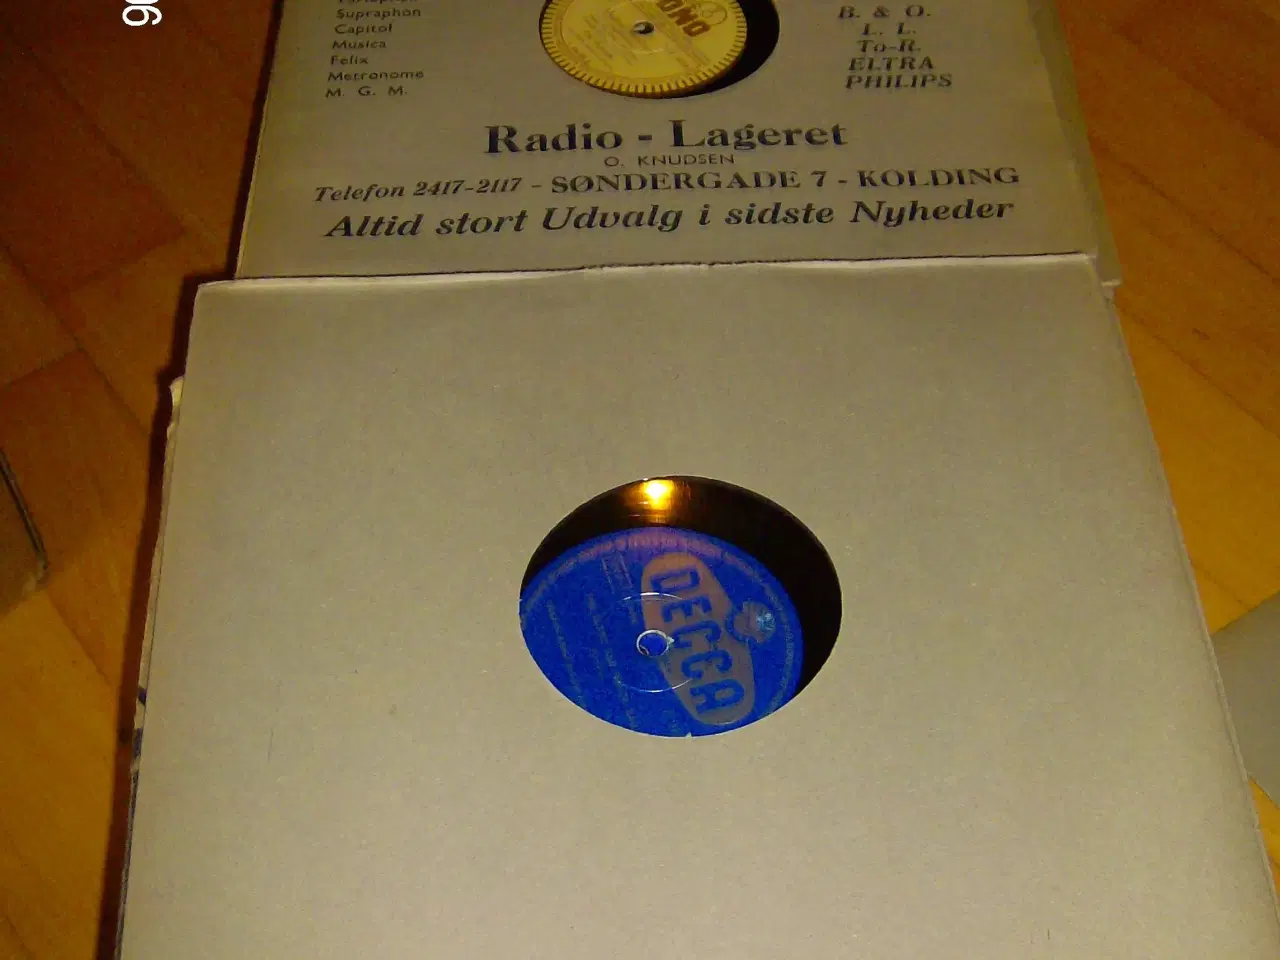 Supraphon
Capitol
Musica
Felix
Metronome
M. G. M.
B. & O.
L. L.
To-R.
ELTRA
PHILIPS
Radio - Lageret
O. KNUDSEN
Telefon 2417-2117 - SØNDERGADE 7 - KOLDING
Altid stort Udvalg i sidste Nyheder
DECCA